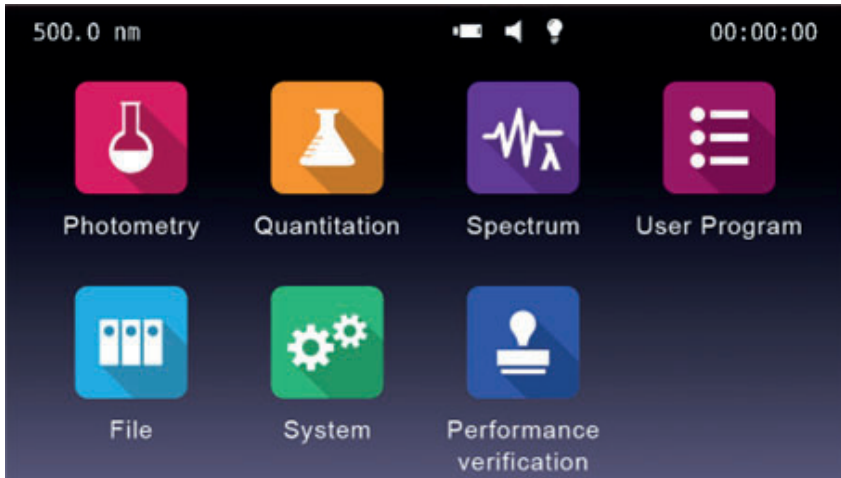 500.0 nm 00:00:00
Photometry Quantitation Spectrum User Program
λ
File System Performance
verification